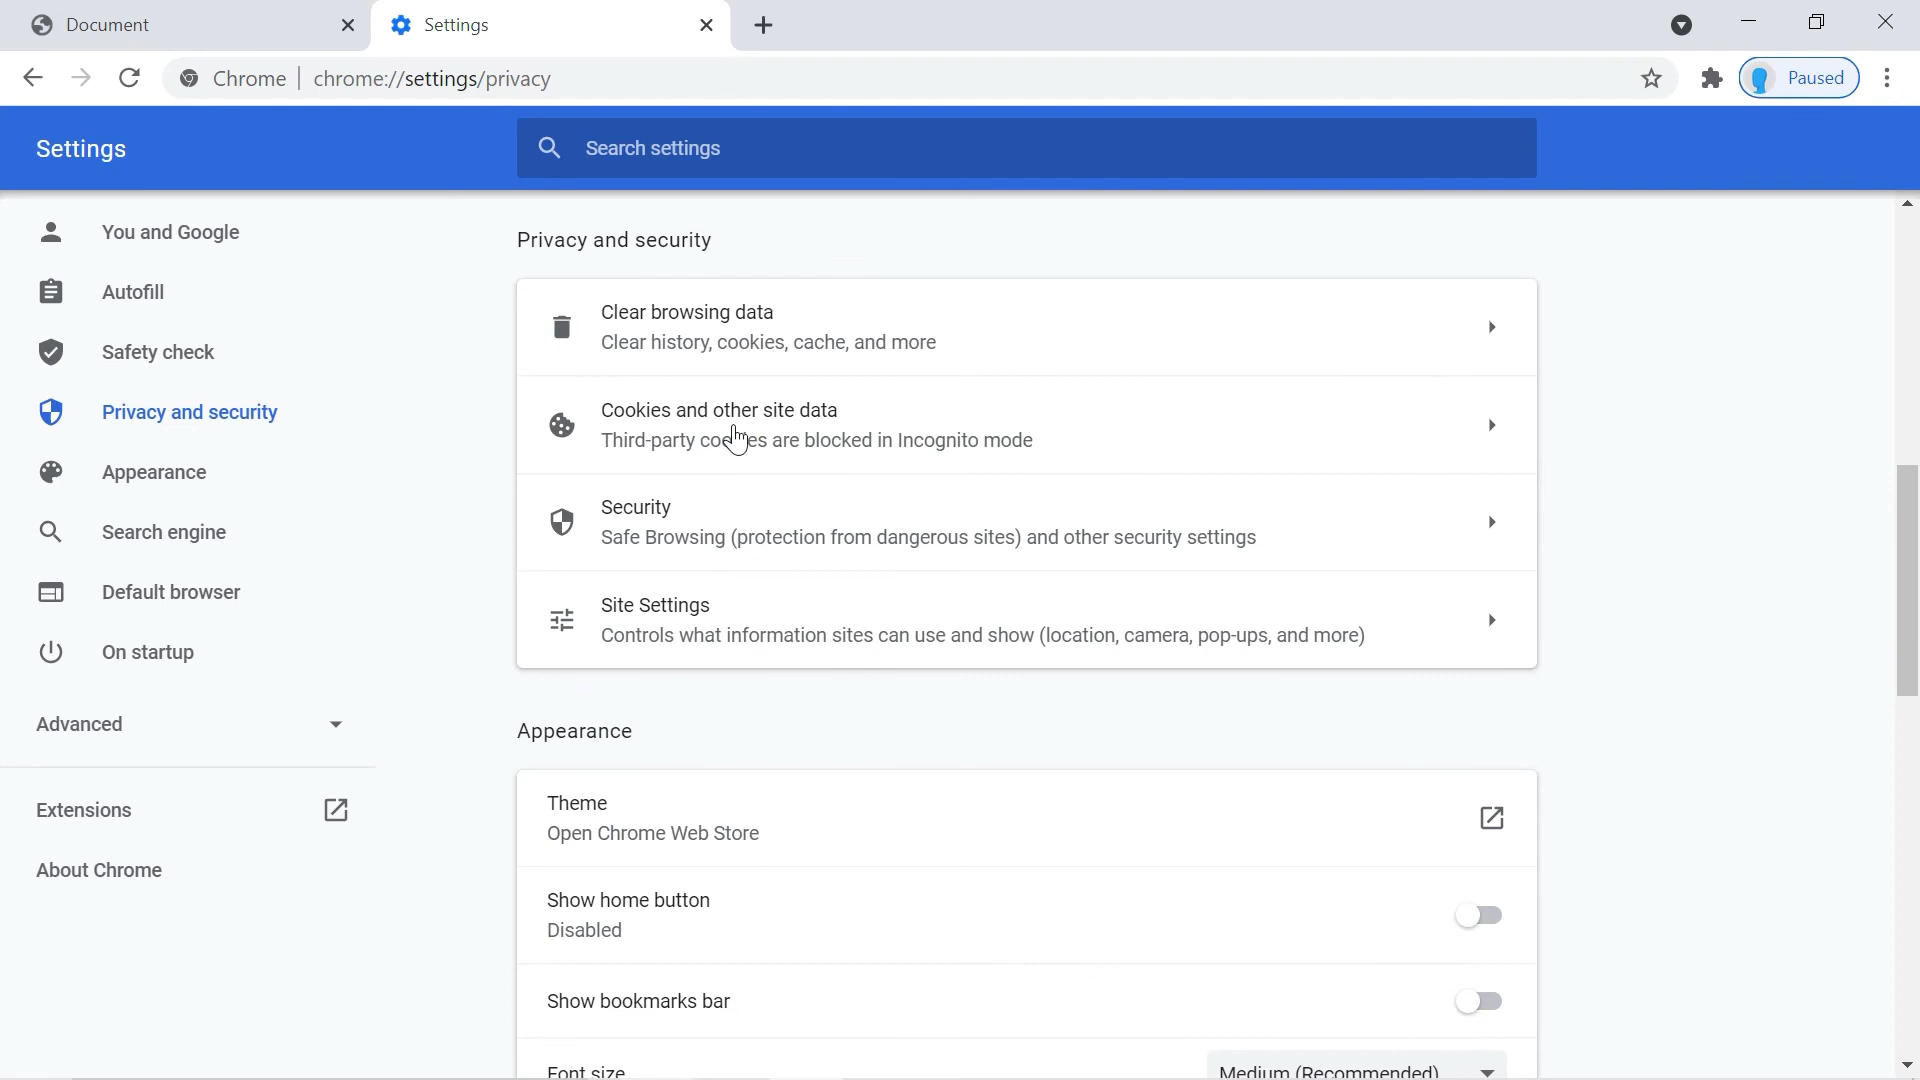 Document
Settings
Chrome
chrome://settings/privacy
Paused
Settings
Search settings
You and Google
Autofill
Safety check
Privacy and security
Appearance
Search engine
Default browser
On startup
Advanced
Extensions
About Chrome
Privacy and security
Clear browsing data
Clear history, cookies, cache, and more
Cookies and other site data
Third-party cookies are blocked in Incognito mode
Security
Safe Browsing (protection from dangerous sites) and other security settings
Site Settings
Controls what information sites can use and show (location, camera, pop-ups, and more)
Appearance
Theme
Open Chrome Web Store
Show home button
Disabled
Show bookmarks bar
Font size
Medium (Recommended)